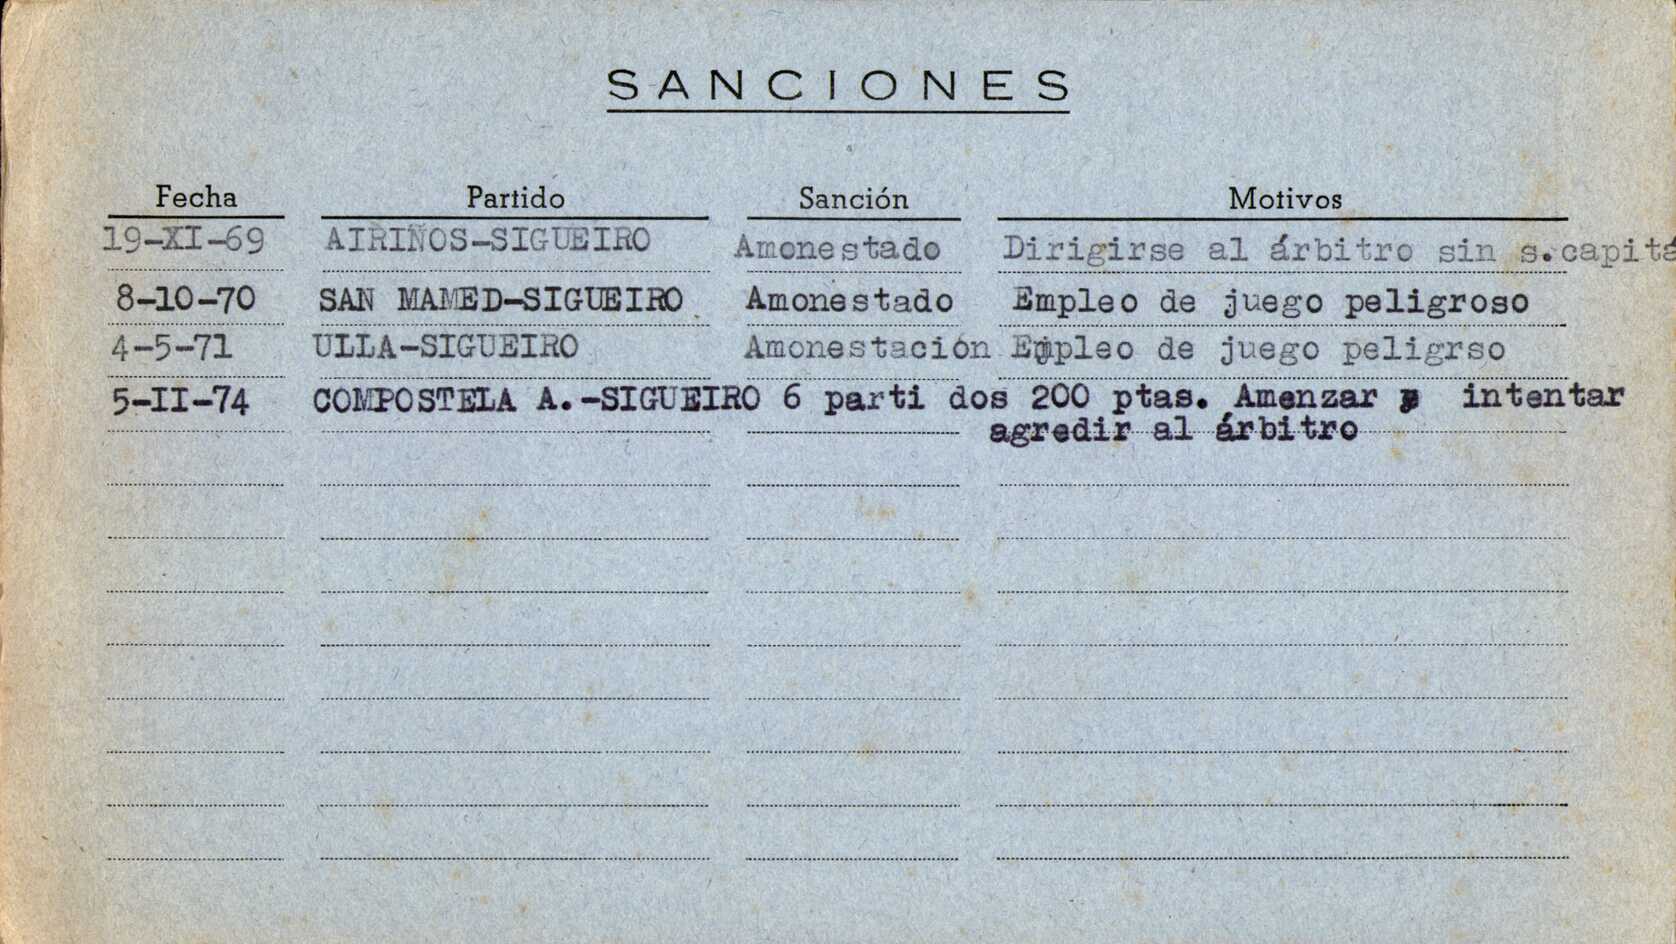 SANCIONES
Fecha Partido Sanción Motivos
19-XI-69 AIRIÑOS-SIGUEIRO Amonestado Dirigirse al árbitro sin s.capitá
8-10-70 SAN MAMED-SIGUEIRO Amonestado Empleo de juego peligroso
4-5-71 ULLA-SIGUEIRO Amonestación Empleo de juego peligrso
5-II-74 COMPOSTELA A.-SIGUEIRO 6 parti dos 200 ptas. Amenzar y intentar
agredir al árbitro